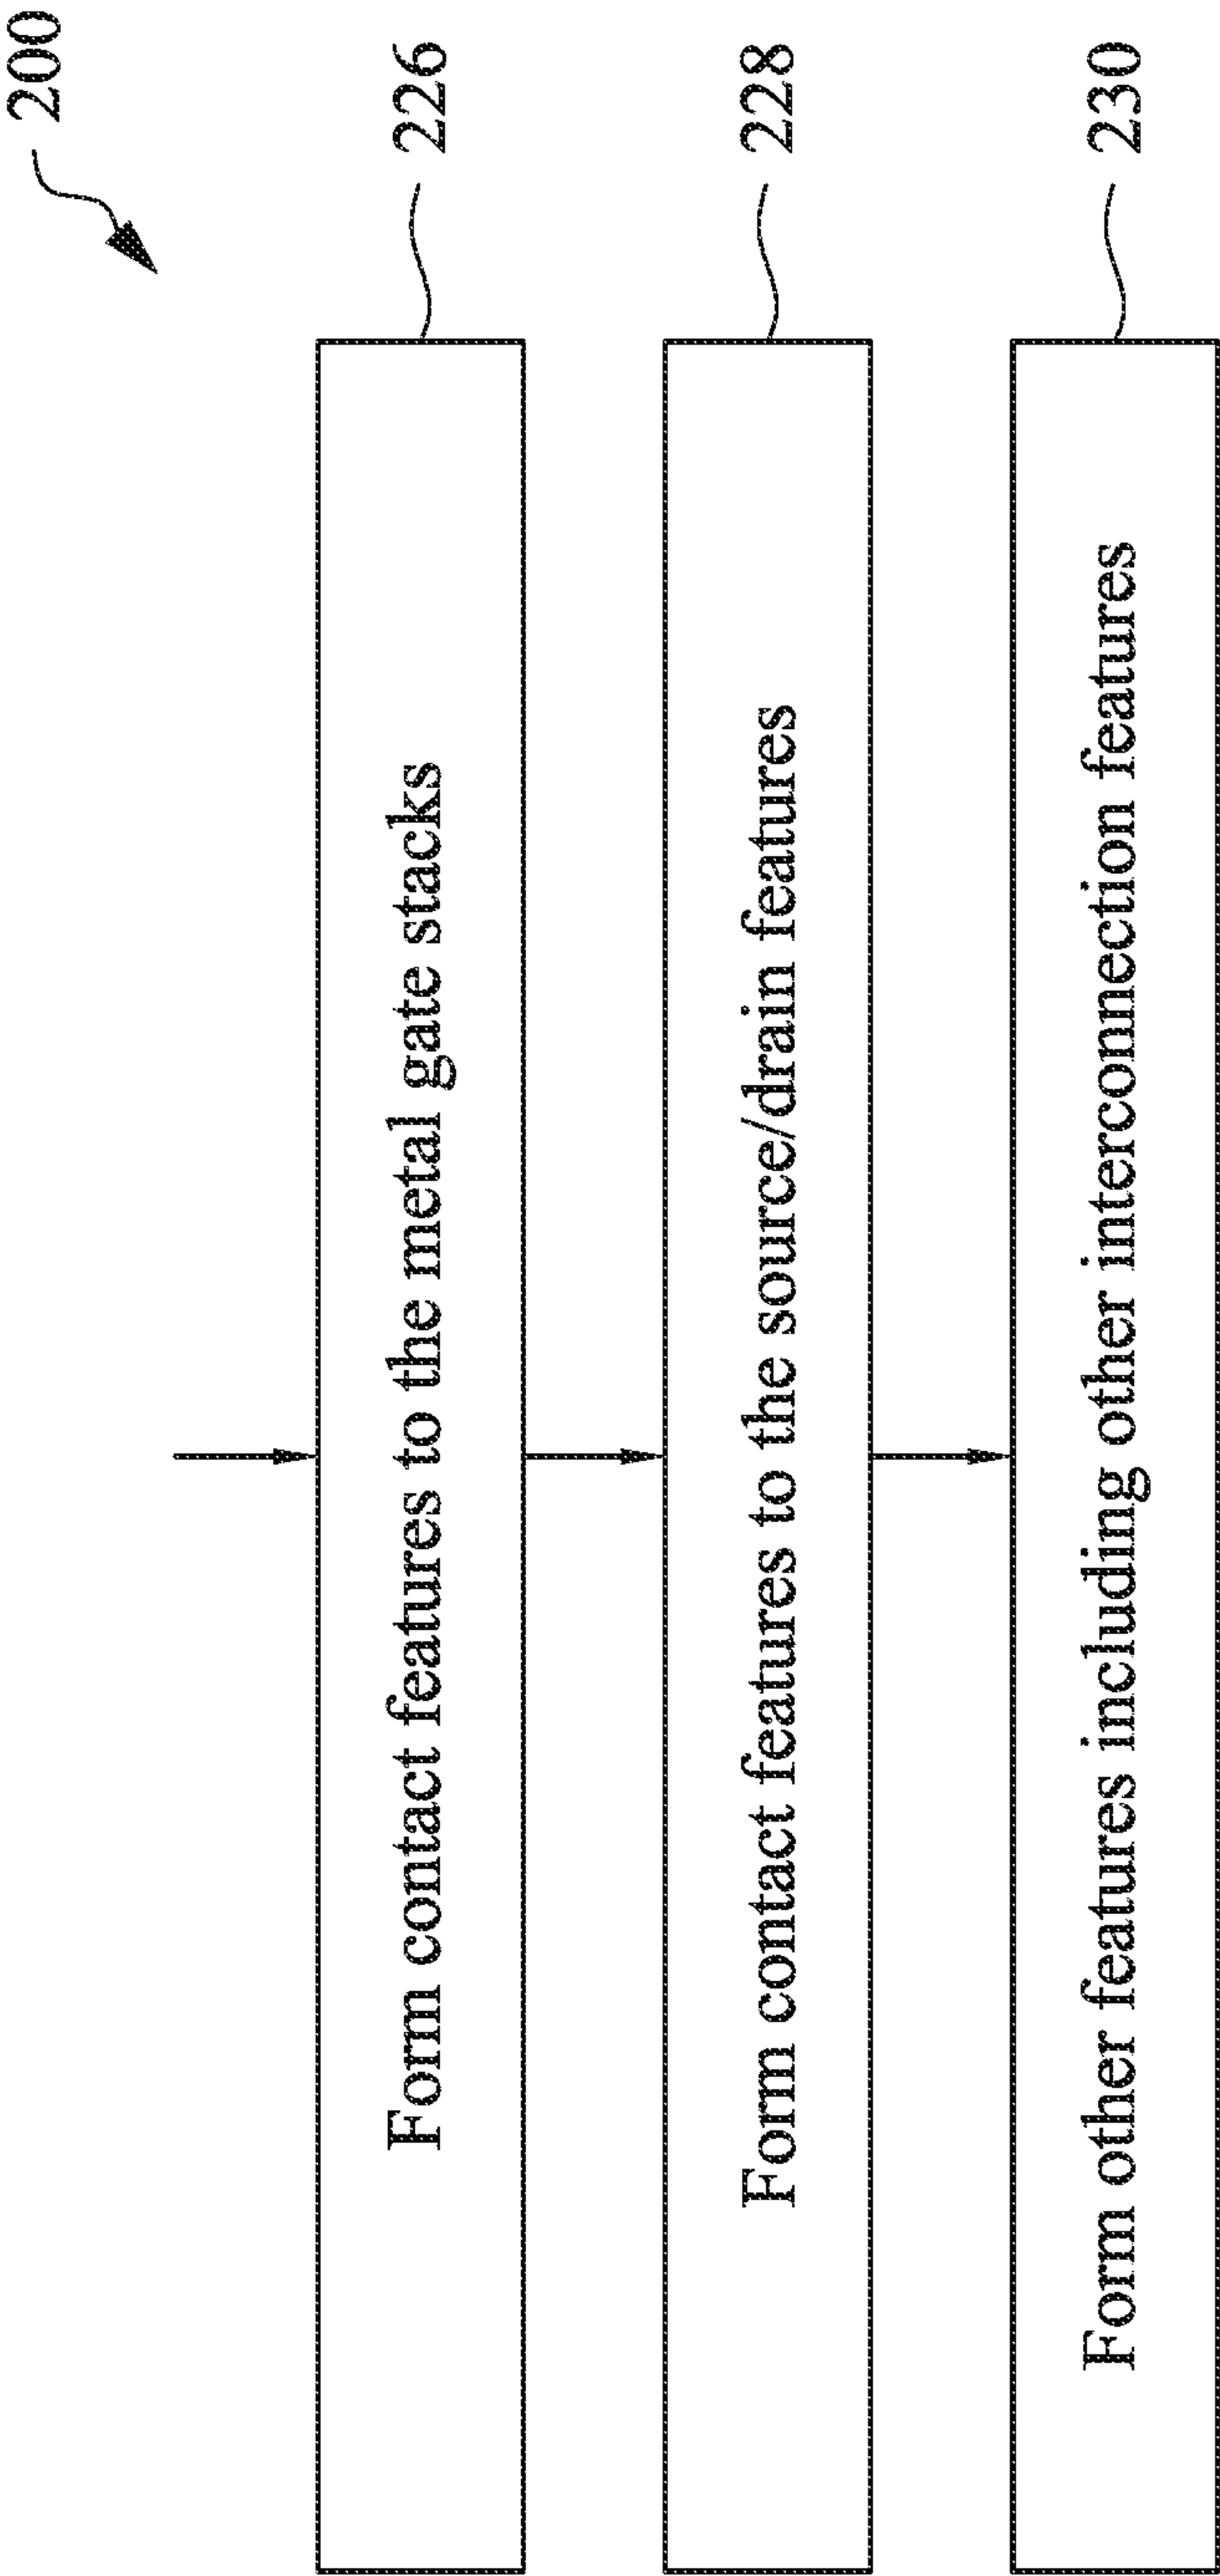 200
Form contact features to the metal gate stacks
226
Form contact features to the source/drain features
228
Form other features including other interconnection features
230